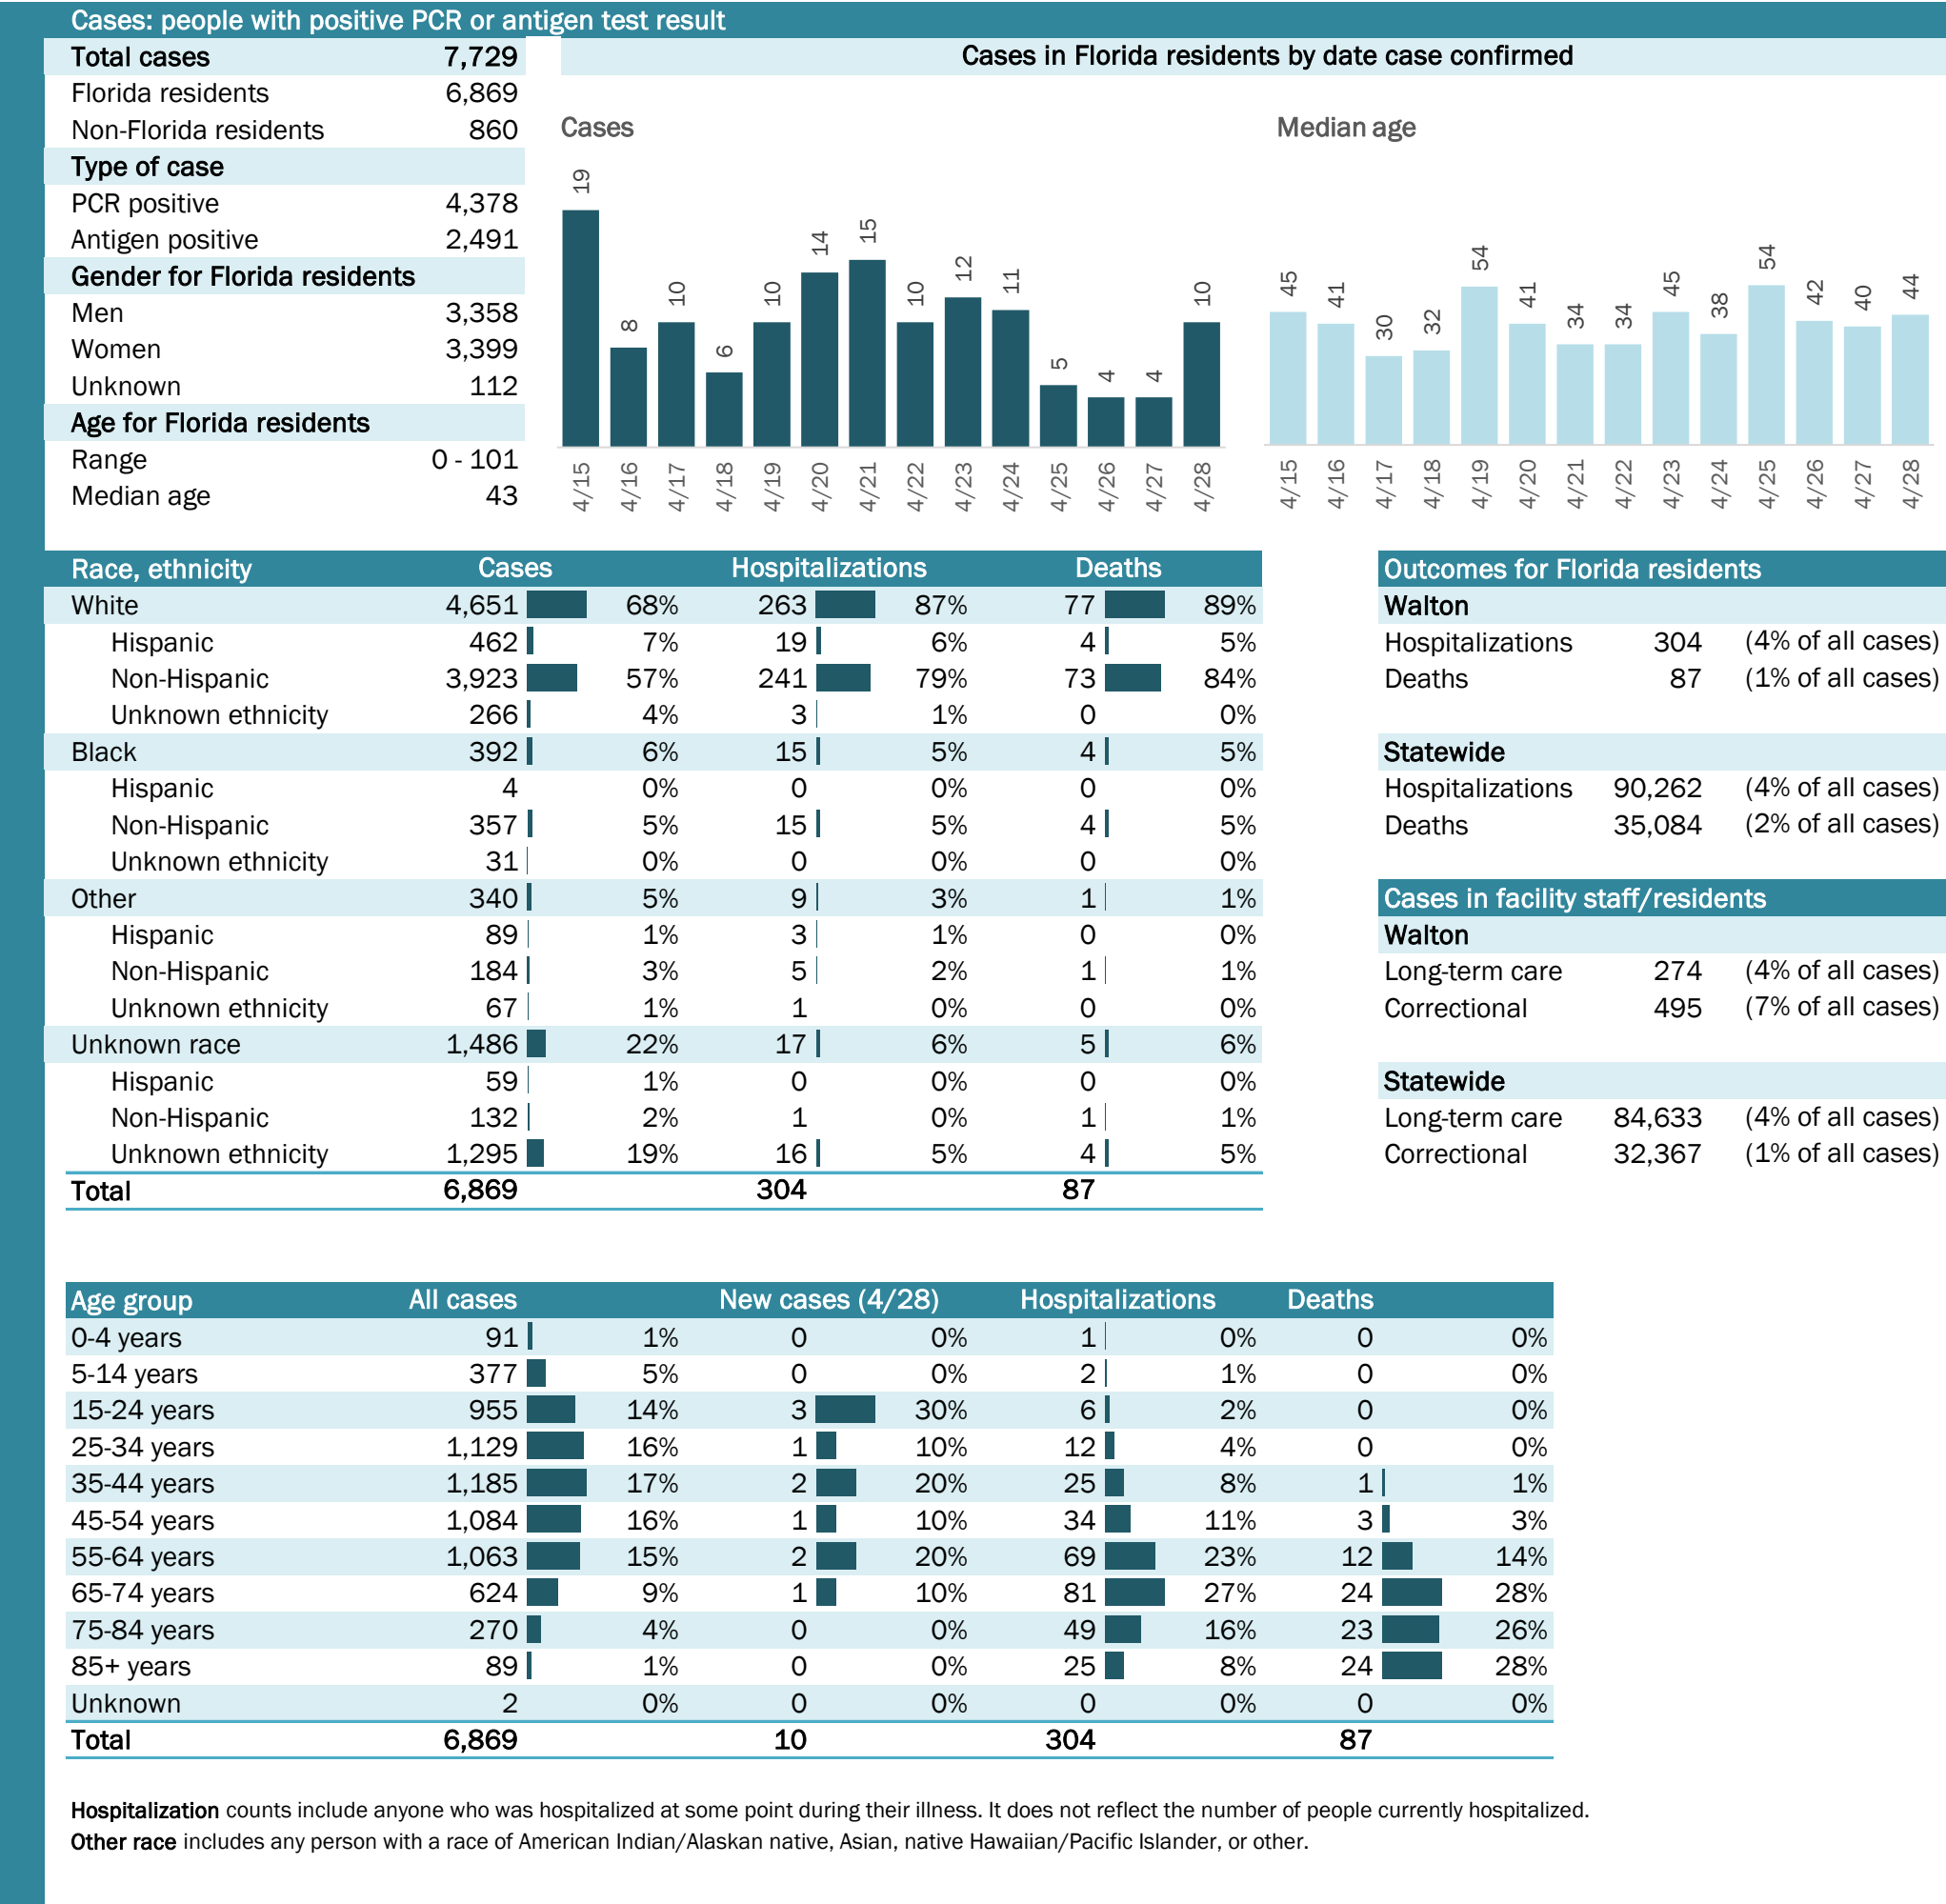 Cases: people with positive PCR or antigen test result
Total cases 7,729
Florida residents 6,869
Non-Florida residents 860
Type of case
PCR positive 4,378
Antigen positive 2,491
Gender for Florida residents
Men 3,358
Women 3,399
Unknown 112
Age for Florida residents
Range 0 - 101
Median age 43
Cases in Florida residents by date case confirmed
Cases
19 8 10 6 10 14 15 10 12 11 5 4 4 10
4/15 4/16 4/17 4/18 4/19 4/20 4/21 4/22 4/23 4/24 4/25 4/26 4/27 4/28
Median age
45 41 30 32 54 41 34 34 45 38 54 42 40 44
4/15 4/16 4/17 4/18 4/19 4/20 4/21 4/22 4/23 4/24 4/25 4/26 4/27 4/28
Race, ethnicity Cases Hospitalizations Deaths
White 4,651 68% 263 87% 77 89%
Hispanic 462 7% 19 6% 4 5%
Non-Hispanic 3,923 57% 241 79% 73 84%
Unknown ethnicity 266 4% 3 1% 0 0%
Black 392 6% 15 5% 4 5%
Hispanic 4 0% 0 0% 0 0%
Non-Hispanic 357 5% 15 5% 4 5%
Unknown ethnicity 31 0% 0 0% 0 0%
Other 340 5% 9 3% 1 1%
Hispanic 89 1% 3 1% 0 0%
Non-Hispanic 184 3% 5 2% 1 1%
Unknown ethnicity 67 1% 1 0% 0 0%
Unknown race 1,486 22% 17 6% 5 6%
Hispanic 59 1% 0 0% 0 0%
Non-Hispanic 132 2% 1 0% 1 1%
Unknown ethnicity 1,295 19% 16 5% 4 5%
Total 6,869 304 87
Outcomes for Florida residents
Walton
Hospitalizations 304 (4% of all cases)
Deaths 87 (1% of all cases)
Statewide
Hospitalizations 90,262 (4% of all cases)
Deaths 35,084 (2% of all cases)
Cases in facility staff/residents
Walton
Long-term care 274 (4% of all cases)
Correctional 495 (7% of all cases)
Statewide
Long-term care 84,633 (4% of all cases)
Correctional 32,367 (1% of all cases)
Age group All cases New cases (4/28) Hospitalizations Deaths
0-4 years 91 1% 0 0% 1 0% 0 0%
5-14 years 377 5% 0 0% 2 1% 0 0%
15-24 years 955 14% 3 30% 6 2% 0 0%
25-34 years 1,129 16% 1 10% 12 4% 0 0%
35-44 years 1,185 17% 2 20% 25 8% 1 1%
45-54 years 1,084 16% 1 10% 34 11% 3 3%
55-64 years 1,063 15% 2 20% 69 23% 12 14%
65-74 years 624 9% 1 10% 81 27% 24 28%
75-84 years 270 4% 0 0% 49 16% 23 26%
85+ years 89 1% 0 0% 25 8% 24 28%
Unknown 2 0% 0 0% 0 0% 0 0%
Total 6,869 10 304 87
Hospitalization counts include anyone who was hospitalized at some point during their illness. It does not reflect the number of people currently hospitalized.
Other race includes any person with a race of American Indian/Alaskan native, Asian, native Hawaiian/Pacific Islander, or other.